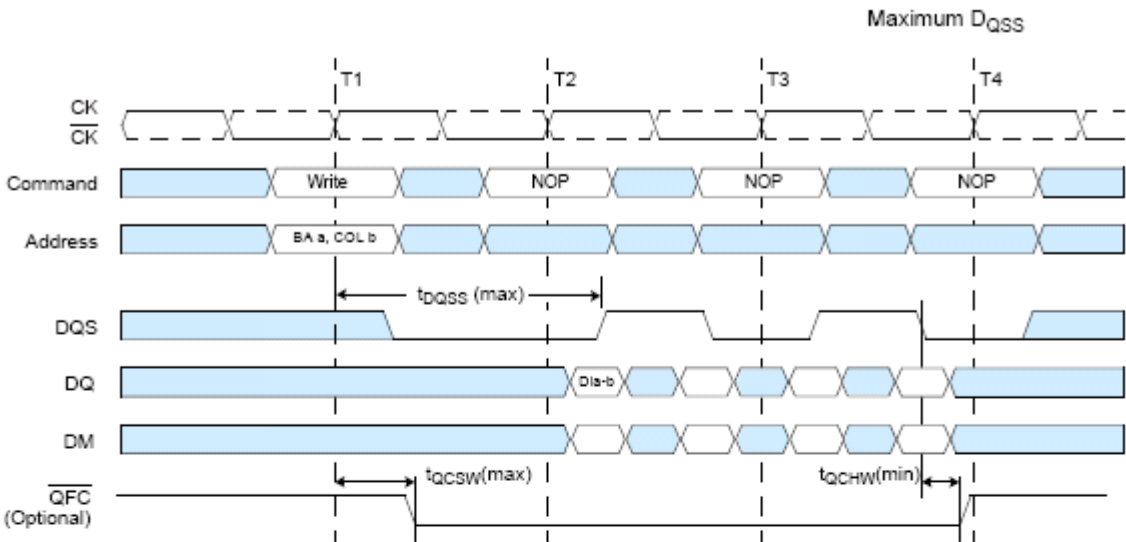 Maximum DQSS
T1 T2 T3 T4
CK
CK
Command Write NOP NOP NOP
Address BA a, COL b
tDQSS (max)
DQS
DQ DIa-b
DM
tQCSW(max) tQCHW(min)
QFC
(Optional)